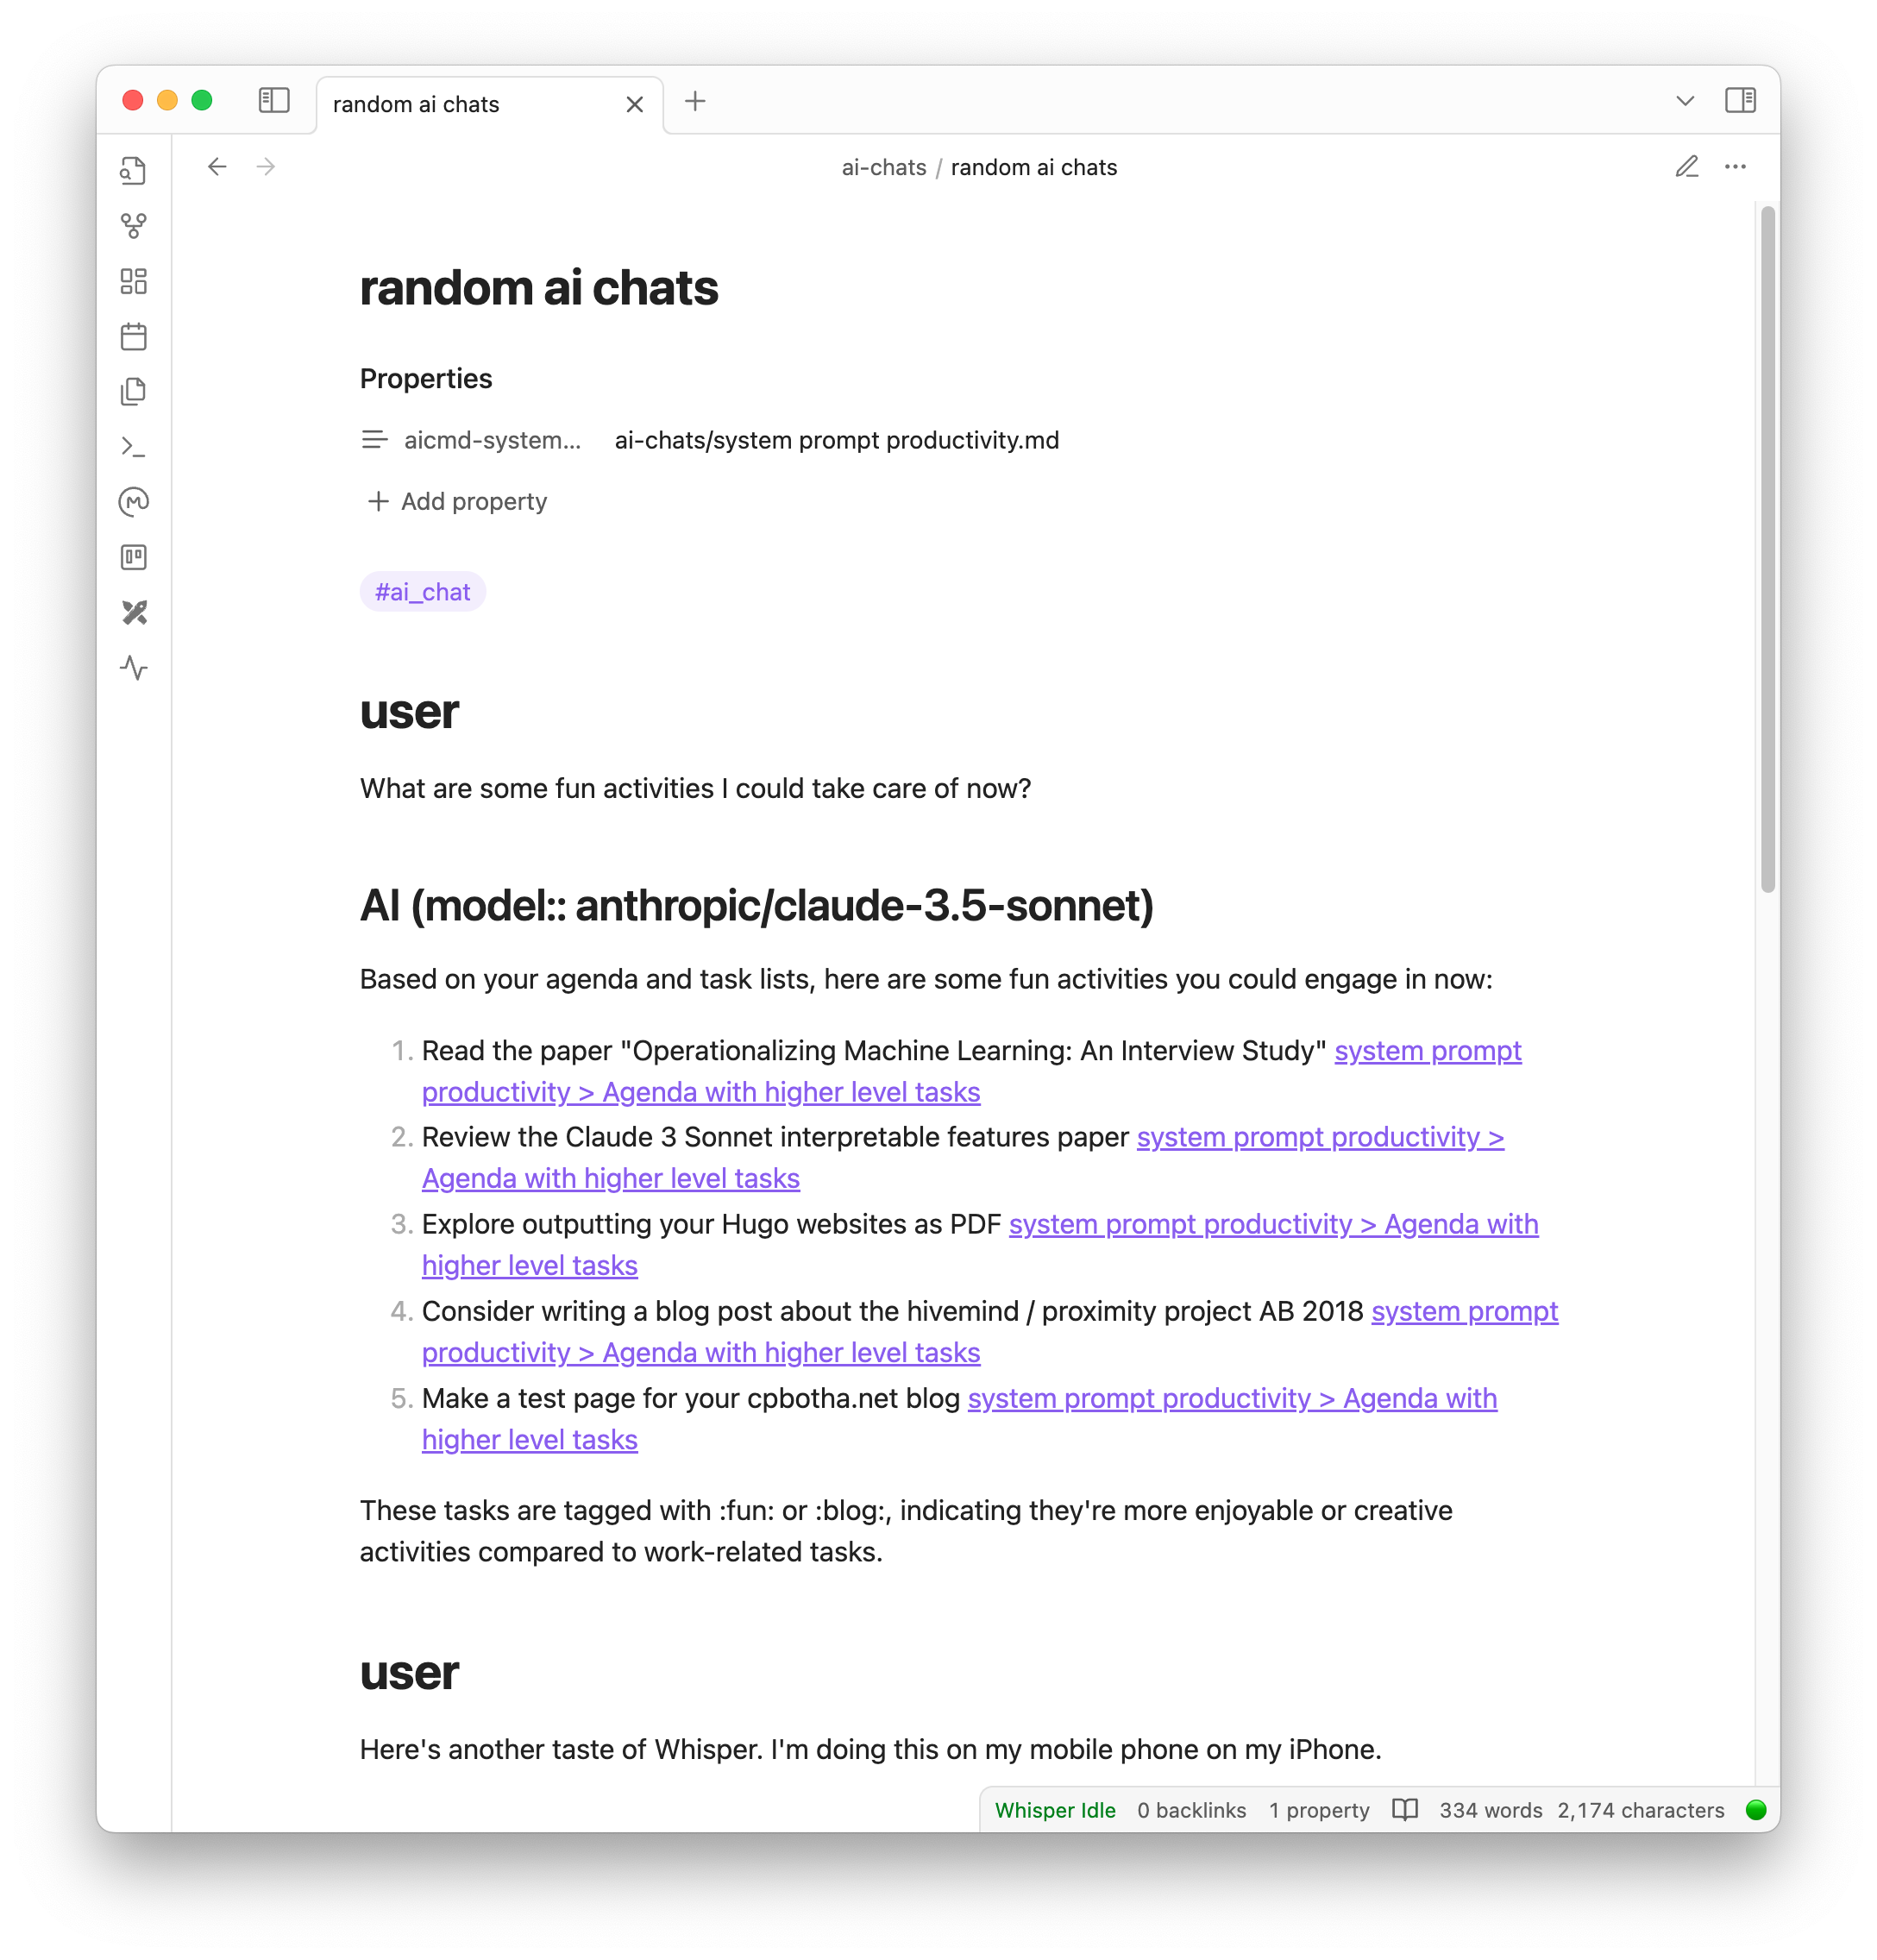 random ai chats
ai-chats / random ai chats
random ai chats
Properties
aicmd-system... ai-chats/system prompt productivity.md
Add property
#ai_chat
user
What are some fun activities I could take care of now?
AI (model:: anthropic/claude-3.5-sonnet)
Based on your agenda and task lists, here are some fun activities you could engage in now:
1. Read the paper "Operationalizing Machine Learning: An Interview Study" system prompt
productivity > Agenda with higher level tasks
2. Review the Claude 3 Sonnet interpretable features paper system prompt productivity >
Agenda with higher level tasks
3. Explore outputting your Hugo websites as PDF system prompt productivity > Agenda with
higher level tasks
4. Consider writing a blog post about the hivemind / proximity project AB 2018 system prompt
productivity > Agenda with higher level tasks
5. Make a test page for your cpbotha.net blog system prompt productivity > Agenda with
higher level tasks
These tasks are tagged with :fun: or :blog:, indicating they're more enjoyable or creative
activities compared to work-related tasks.
user
Here's another taste of Whisper. I'm doing this on my mobile phone on my iPhone.
Whisper Idle 0 backlinks 1 property 334 words 2,174 characters